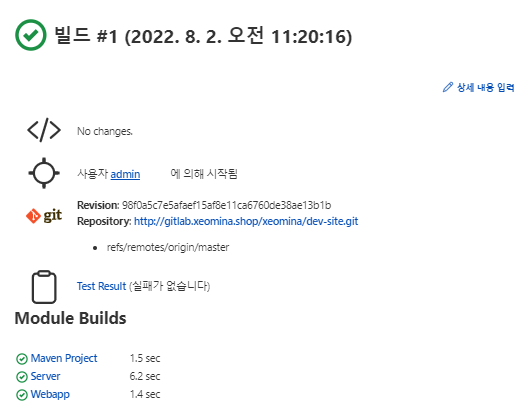 빌드 #1 (2022. 8. 2. 오전 11:20:16)
상세 내용 입력
No changes.
사용자 admin 에 의해 시작됨
git
Revision: 98f0a5c7e5afaef15af8e11ca6760de38ae13b1b
Repository: http://gitlab.xeomina.shop/xeomina/dev-site.git
refs/remotes/origin/master
Test Result (실패가 없습니다)
Module Builds
Maven Project 1.5 sec
Server 6.2 sec
Webapp 1.4 sec